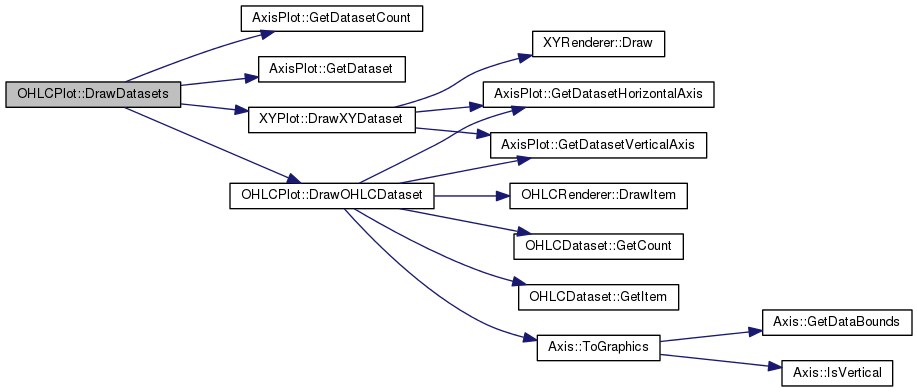 AxisPlot::GetDatasetCount
XYRenderer::Draw
AxisPlot::GetDataset
OHLCPlot::DrawDatasets
AxisPlot::GetDatasetHorizontalAxis
XYPlot::DrawXYDataset
AxisPlot::GetDatasetVerticalAxis
OHLCPlot::DrawOHLCDataset
OHLCRenderer::DrawItem
OHLCDataset::GetCount
OHLCDataset::GetItem
Axis::GetDataBounds
Axis::ToGraphics
Axis::IsVertical